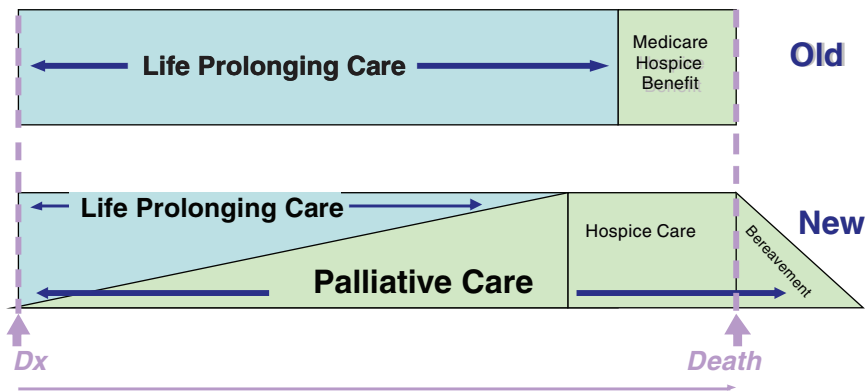 Life Prolonging Care
Medicare
Hospice
Benefit
Old
Life Prolonging Care
New
Hospice Care
Bereavement
Palliative Care
Dx
Death